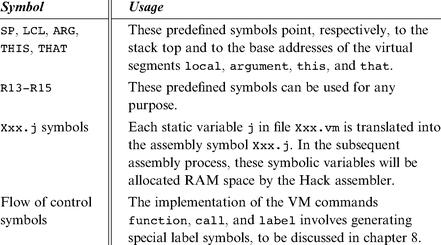 Symbol Usage
SP, LCL, ARG, These predefined symbols point, respectively, to the
THIS, THAT stack top and to the base addresses of the virtual
segments local, argument, this, and that.
R13–R15 These predefined symbols can be used for any
purpose.
Xxx.j symbols Each static variable j in file Xxx.vm is translated into
the assembly symbol Xxx.j. In the subsequent
assembly process, these symbolic variables will be
allocated RAM space by the Hack assembler.
Flow of control The implementation of the VM commands
symbols function, call, and label involves generating
special label symbols, to be discussed in chapter 8.